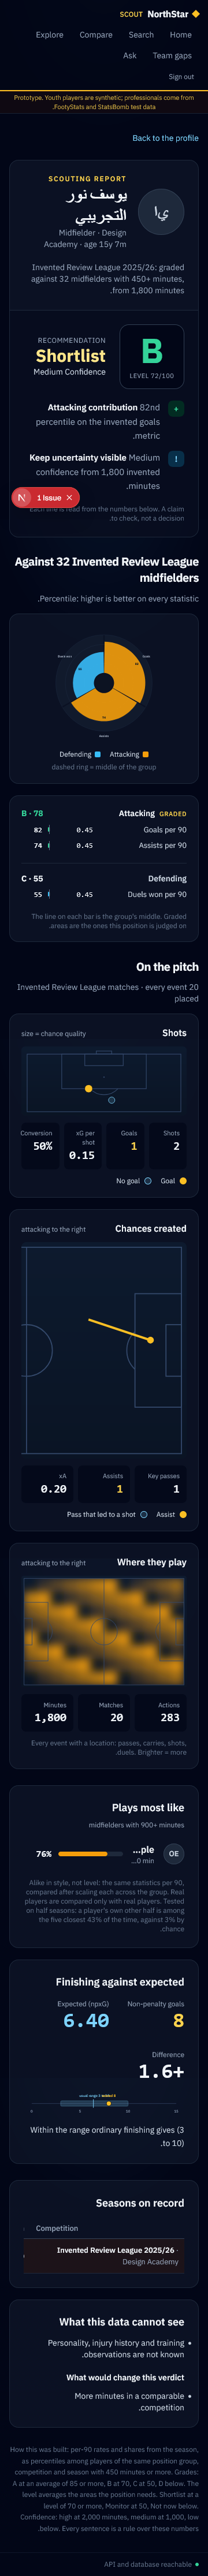 SCOUT NorthStar
Explore Compare Search Home
Ask Team gaps
Sign out
Prototype. Youth players are synthetic; professionals come from
.FootyStats and StatsBomb test data
Back to the profile
SCOUTING REPORT
يوسف نور
التجريبي
Midfielder · Design
Academy · age 15y 7m
Invented Review League 2025/26: graded
against 32 midfielders with 450+ minutes,
.from 1,800 minutes
RECOMMENDATION
Shortlist
Medium Confidence
B
LEVEL 72/100
Attacking contribution 82nd
percentile on the invented goals
.metric
Keep uncertainty visible Medium
confidence from 1,800 invented
.minutes
1 Issue
Each line is read from the numbers below. A claim
.to check, not a decision
Against 32 Invented Review League
midfielders
.Percentile: higher is better on every statistic
Defending Attacking
dashed ring = middle of the group
B · 78 Attacking GRADED
82 0.45 Goals per 90
74 0.45 Assists per 90
C · 55 Defending
55 0.45 Duels won per 90
The line on each bar is the group's middle. Graded
.areas are the ones this position is judged on
On the pitch
Invented Review League matches · every event 20
placed
size = chance quality Shots
Conversion xG per shot Goals Shots
50% 0.15 1 2
No goal Goal
attacking to the right Chances created
xA Assists Key passes
0.20 1 1
Pass that led to a shot Assist
attacking to the right Where they play
Minutes Matches Actions
1,800 20 283
Every event with a location: passes, carries, shots,
.duels. Brighter = more
Plays most like
midfielders with 900+ minutes
76% ...ple OE
...0 min
Alike in style, not level: the same statistics per 90,
compared after scaling each across the group. Real
players are compared only with real players. Tested
on half seasons: a player's own other half is among
the five closest 43% of the time, against 3% by
.chance
Finishing against expected
Expected (npxG) Non-penalty goals
6.40 8
Difference
1.6+
0 5 10 15
Within the range ordinary finishing gives (3
.to 10)
Seasons on record
Competition
Invented Review League 2025/26 ·
Design Academy
What this data cannot see
Personality, injury history and training •
.observations are not known
What would change this verdict
More minutes in a comparable •
.competition
How this was built: per-90 rates and shares from the season,
as percentiles among players of the same position group,
competition and season with 450 minutes or more. Grades:
A at an average of 85 or more, B at 70, C at 50, D below. The
level averages the areas the position needs. Shortlist at a
level of 70 or more, Monitor at 50, Not now below.
Confidence: high at 2,000 minutes, medium at 1,000, low
.below. Every sentence is a rule over these numbers
API and database reachable